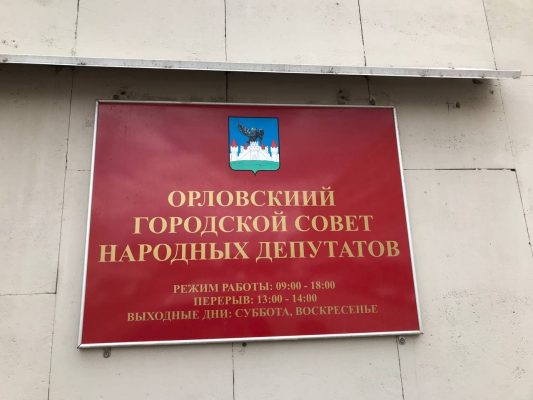 ОРЛОВСКИИЙ
ГОРОДСКОЙ СОВЕТ
НАРОДНЫХ ДЕПУТАТОВ
РЕЖИМ РАБОТЫ: 09:00 - 18:00
ПЕРЕРЫВ: 13:00 - 14:00
ВЫХОДНЫЕ ДНИ: СУББОТА, ВОСКРЕСЕНЬЕ